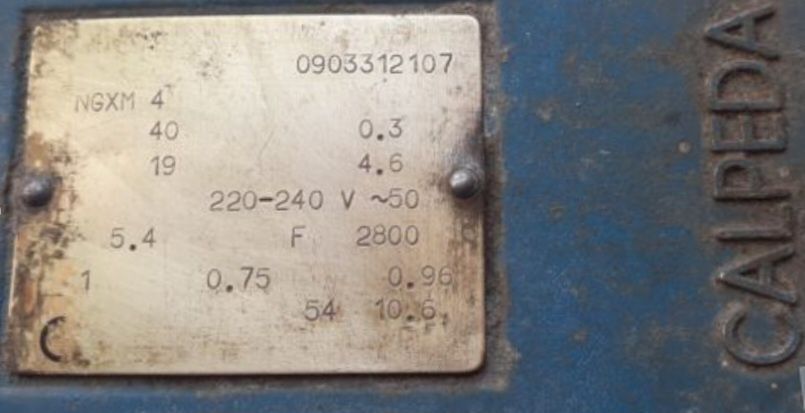 0903312107
NGXM 4
40 0.3
19 4.6
220-240 V ~50
5.4 F 2800
1 0.75 0.96
54 10.6
CALPEDA